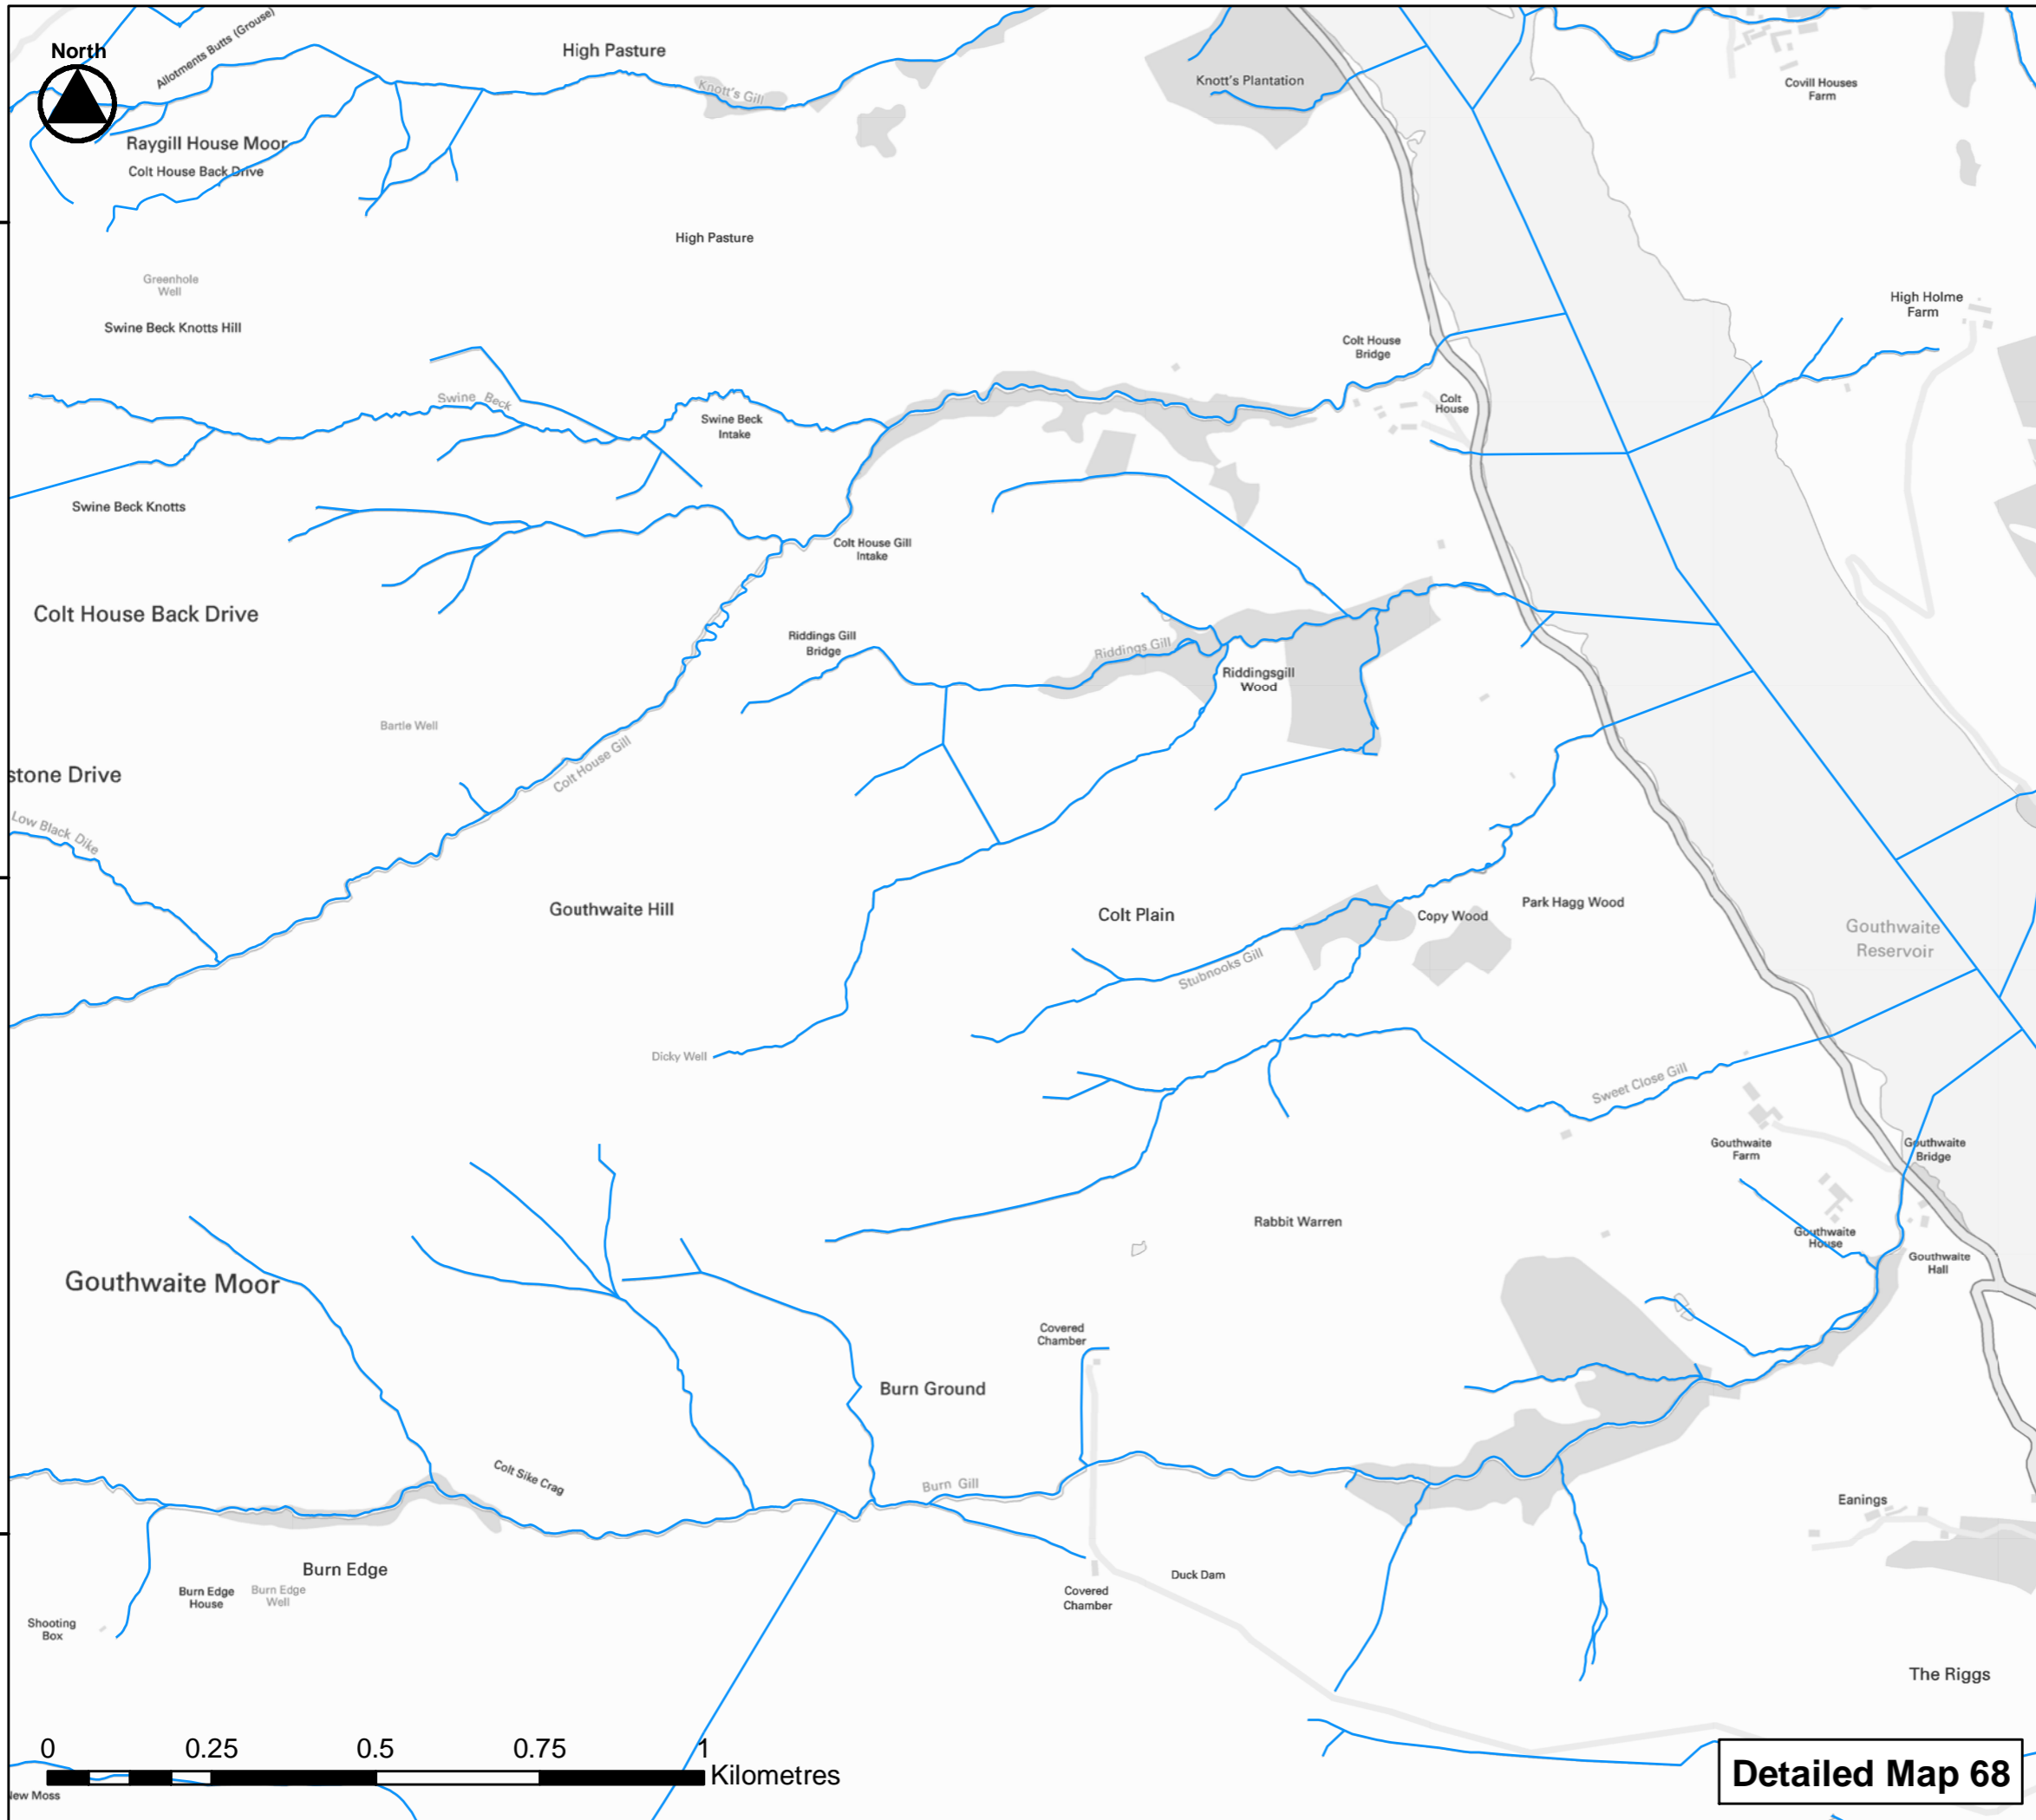 Allotments Butts (Grouse)
North
High Pasture
Knott's Gill
Knott's Plantation
Covill Houses
Farm
Raygill House Moor
Colt House Back Drive
High Pasture
Greenhole
Well
Swine Beck Knotts Hill
High Holme
Farm
Colt House
Bridge
Swine Beck
Swine Beck
Intake
Colt
House
Swine Beck Knotts
Colt House Gill
Intake
Colt House Back Drive
Riddings Gill
Bridge
Riddings Gill
Riddingsgill
Wood
Bartle Well
Colt House Gill
stone Drive
Low Black Dike
Gouthwaite Hill
Colt Plain
Copy Wood
Park Hagg Wood
Gouthwaite
Reservoir
Stubnooks Gill
Dicky Well
Sweet Close Gill
Gouthwaite
Farm
Gouthwaite
Bridge
Rabbit Warren
Gouthwaite
House
Gouthwaite
Hall
Gouthwaite Moor
Covered
Chamber
Burn Ground
Colt Sike Crag
Burn Gill
Eanings
Burn Edge
Burn Edge
House
Burn Edge
Well
Duck Dam
Covered
Chamber
Shooting
Box
The Riggs
0 0.25 0.5 0.75 1
Kilometres
New Moss
Detailed Map 68